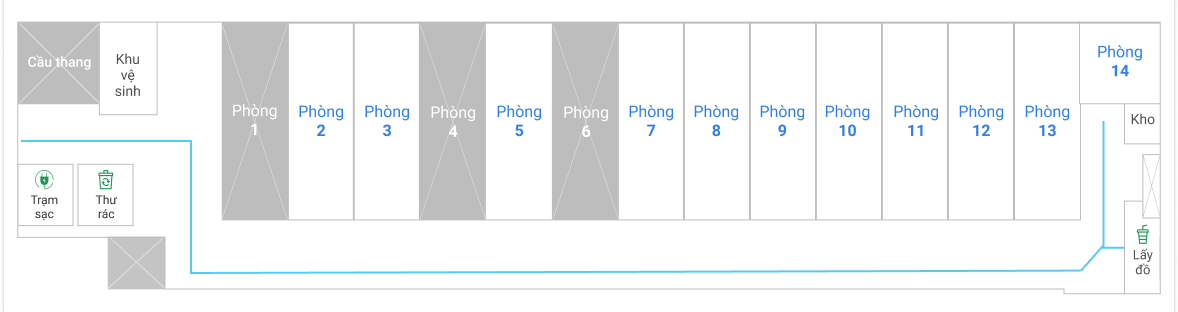 Cầu thang
Khu
vệ
sinh
Phòng
1
Phòng
2
Phòng
3
Phòng
4
Phòng
5
Phòng
6
Phòng
7
Phòng
8
Phòng
9
Phòng
10
Phòng
11
Phòng
12
Phòng
13
Phòng
14
Kho
Trạm
sạc
Thư
rác
Lấy
đồ